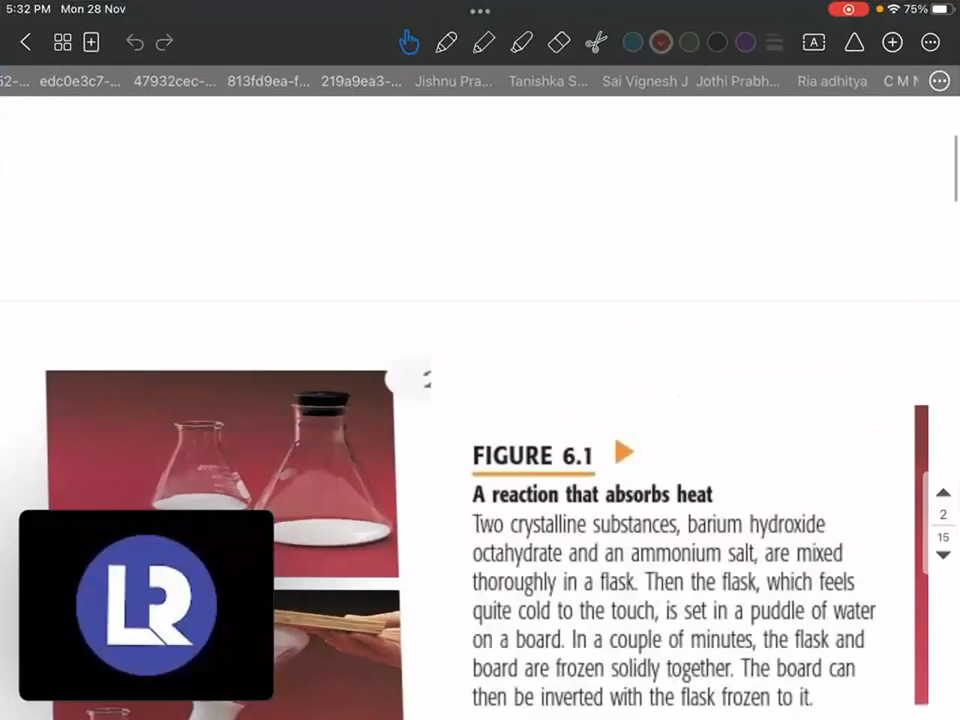 5:32 PM Mon 28 Nov
75%
52-... edc0e3c7-... 47932cec-... 813fd9ea-f... 219a9ea3-... Jishnu Pra... Tanishka S... Sai Vignesh J Jothi Prabh... Ria adhitya C M
FIGURE 6.1
A reaction that absorbs heat
Two crystalline substances, barium hydroxide
octahydrate and an ammonium salt, are mixed
thoroughly in a flask. Then the flask, which feels
quite cold to the touch, is set in a puddle of water
on a board. In a couple of minutes, the flask and
board are frozen solidly together. The board can
then be inverted with the flask frozen to it.
2
15
LR